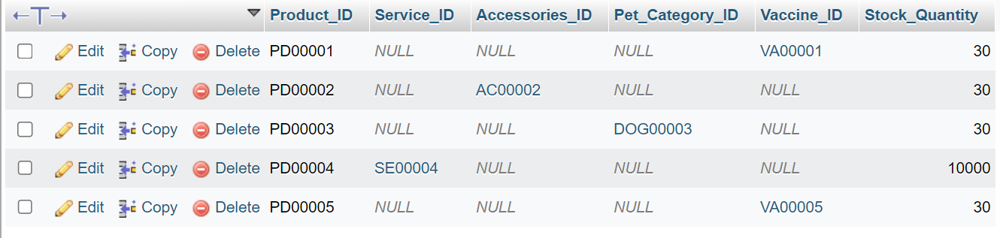 Product_ID Service_ID Accessories_ID Pet_Category_ID Vaccine_ID Stock_Quantity
Edit Copy Delete PD00001 NULL NULL NULL VA00001 30
Edit Copy Delete PD00002 NULL AC00002 NULL NULL 30
Edit Copy Delete PD00003 NULL NULL DOG00003 NULL 30
Edit Copy Delete PD00004 SE00004 NULL NULL NULL 10000
Edit Copy Delete PD00005 NULL NULL NULL VA00005 30